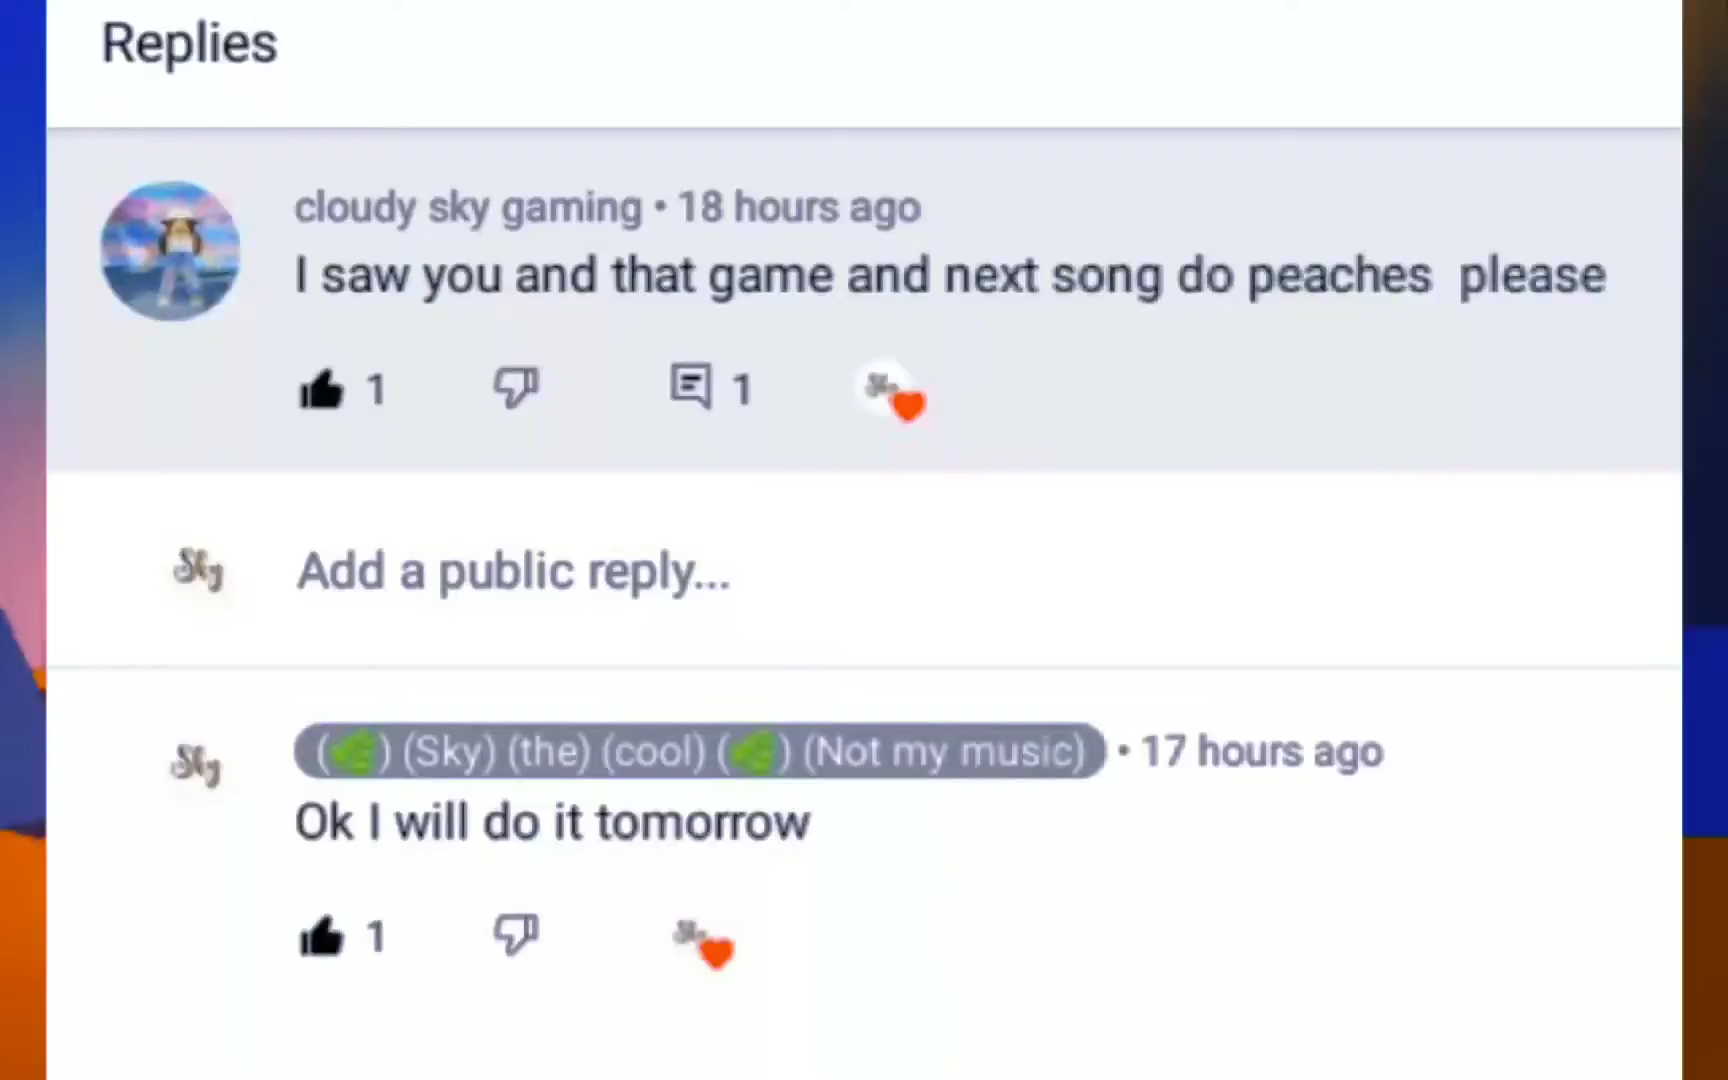 Replies
cloudy sky gaming • 18 hours ago
I saw you and that game and next song do peaches  please
1 1
Sky Add a public reply...
Sky (🌿) (Sky) (the) (cool) (🌿) (Not my music) • 17 hours ago
Ok I will do it tomorrow
1